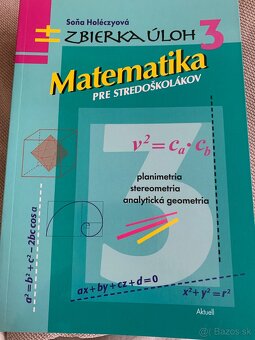 Soňa Holéczyová
± ZBIERKA ÚLOH 3
Matematika
PRE STREDOŠKOLÁKOV
3
v² = cₐ·c_b
planimetria
stereometria
analytická geometria
a² = b² + c² – 2bc cos α
ax + by + cz + d = 0
x² + y² = r²
Aktuell
© bazos.sk